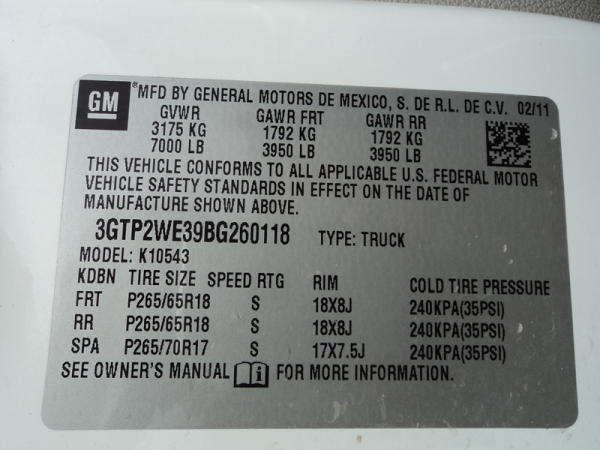 GM ® MFD BY GENERAL MOTORS DE MEXICO, S. DE R.L. DE C.V. 02/11
GVWR GAWR FRT GAWR RR
3175 KG 1792 KG 1792 KG
7000 LB 3950 LB 3950 LB
THIS VEHICLE CONFORMS TO ALL APPLICABLE U.S. FEDERAL MOTOR
VEHICLE SAFETY STANDARDS IN EFFECT ON THE DATE OF
MANUFACTURE SHOWN ABOVE.
3GTP2WE39BG260118 TYPE: TRUCK
MODEL: K10543
KDBN TIRE SIZE SPEED RTG RIM COLD TIRE PRESSURE
FRT P265/65R18 S 18X8J 240KPA(35PSI)
RR P265/65R18 S 18X8J 240KPA(35PSI)
SPA P265/70R17 S 17X7.5J 240KPA(35PSI)
SEE OWNER'S MANUAL i FOR MORE INFORMATION.